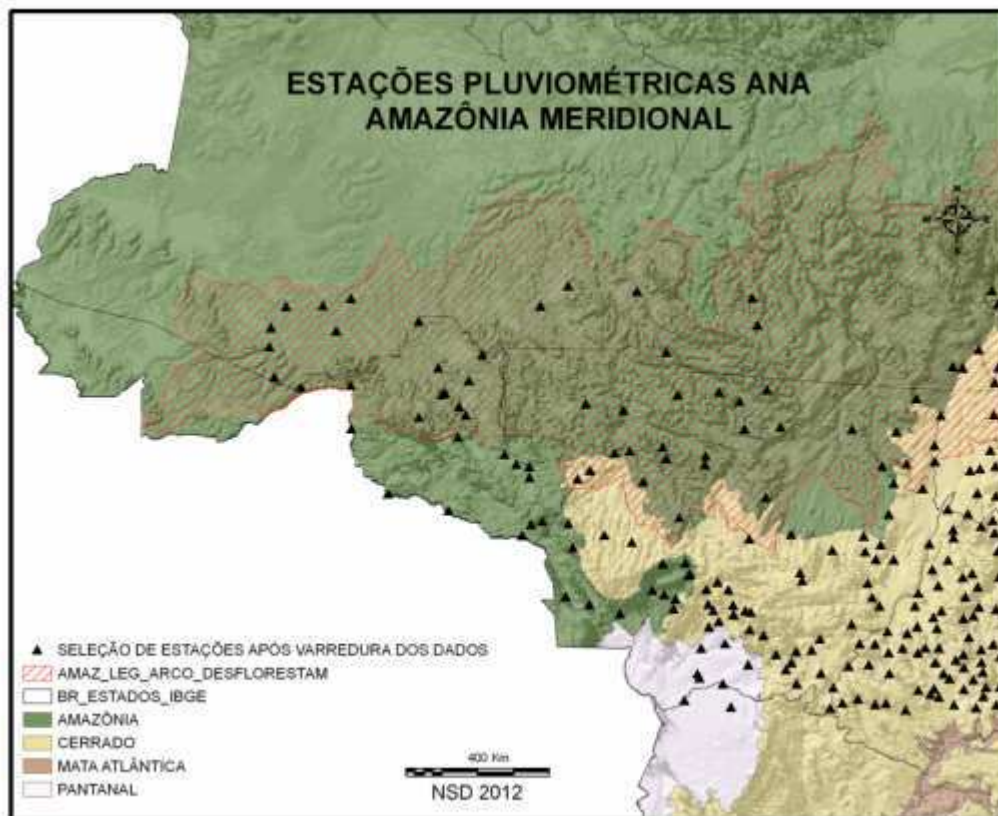 ESTAÇÕES PLUVIOMÉTRICAS ANA
AMAZÔNIA MERIDIONAL
N
SELEÇÃO DE ESTAÇÕES APÓS VARREDURA DOS DADOS
AMAZ_LEG_ARCO_DESFLORESTAM
BR_ESTADOS_IBGE
AMAZÔNIA
CERRADO
MATA ATLÂNTICA
PANTANAL
400 Km
NSD 2012